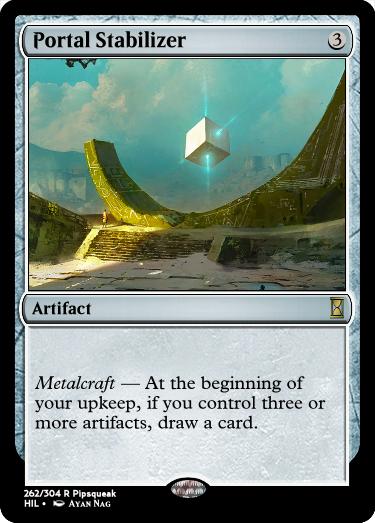 Portal Stabilizer 3
Artifact
Metalcraft — At the beginning of
your upkeep, if you control three or
more artifacts, draw a card.
262/304 R Pipsqueak
HIL • Ayan Nag